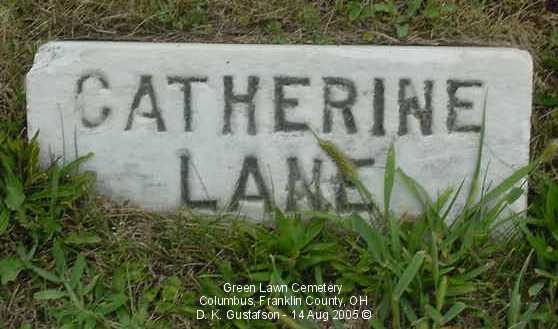 CATHERINE
LANE
Green Lawn Cemetery
Columbus, Franklin County, OH
D. K. Gustafson - 14 Aug 2005 ©